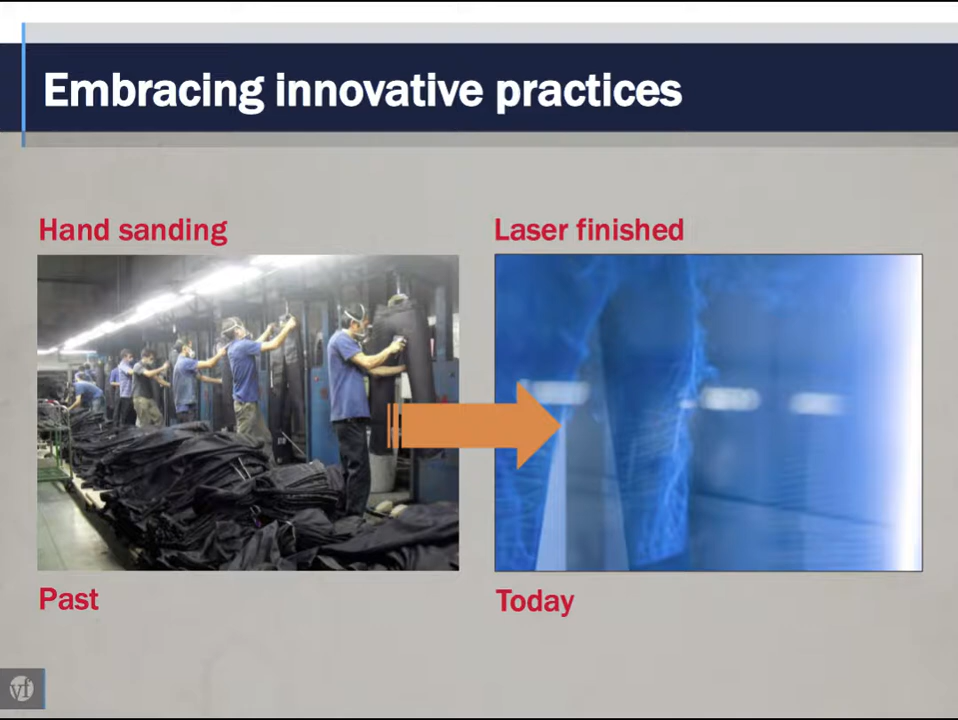 Embracing innovative practices
Hand sanding
Laser finished
Past
Today
vf